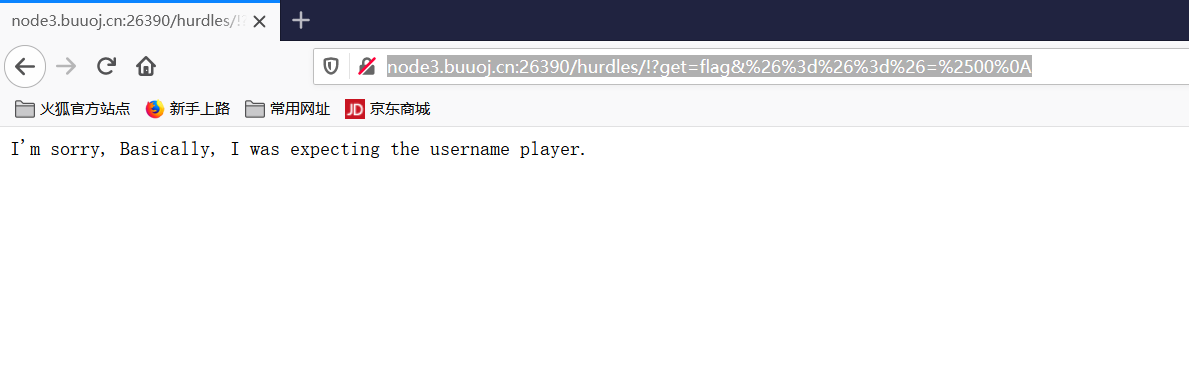 node3.buuoj.cn:26390/hurdles/!?
node3.buuoj.cn:26390/hurdles/!?get=flag&%26%3d%26%3d%26=%2500%0A
火狐官方站点 新手上路 常用网址 JD 京东商城
I'm sorry, Basically, I was expecting the username player.